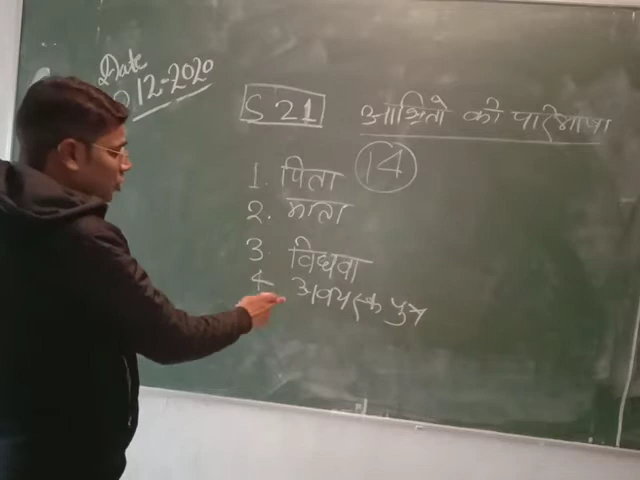 Date
12-2020
S 21 आश्रितो की परिभाषा
14
1. पिता
2. माता
3. विधवा
4. अवयस्क पुत्र